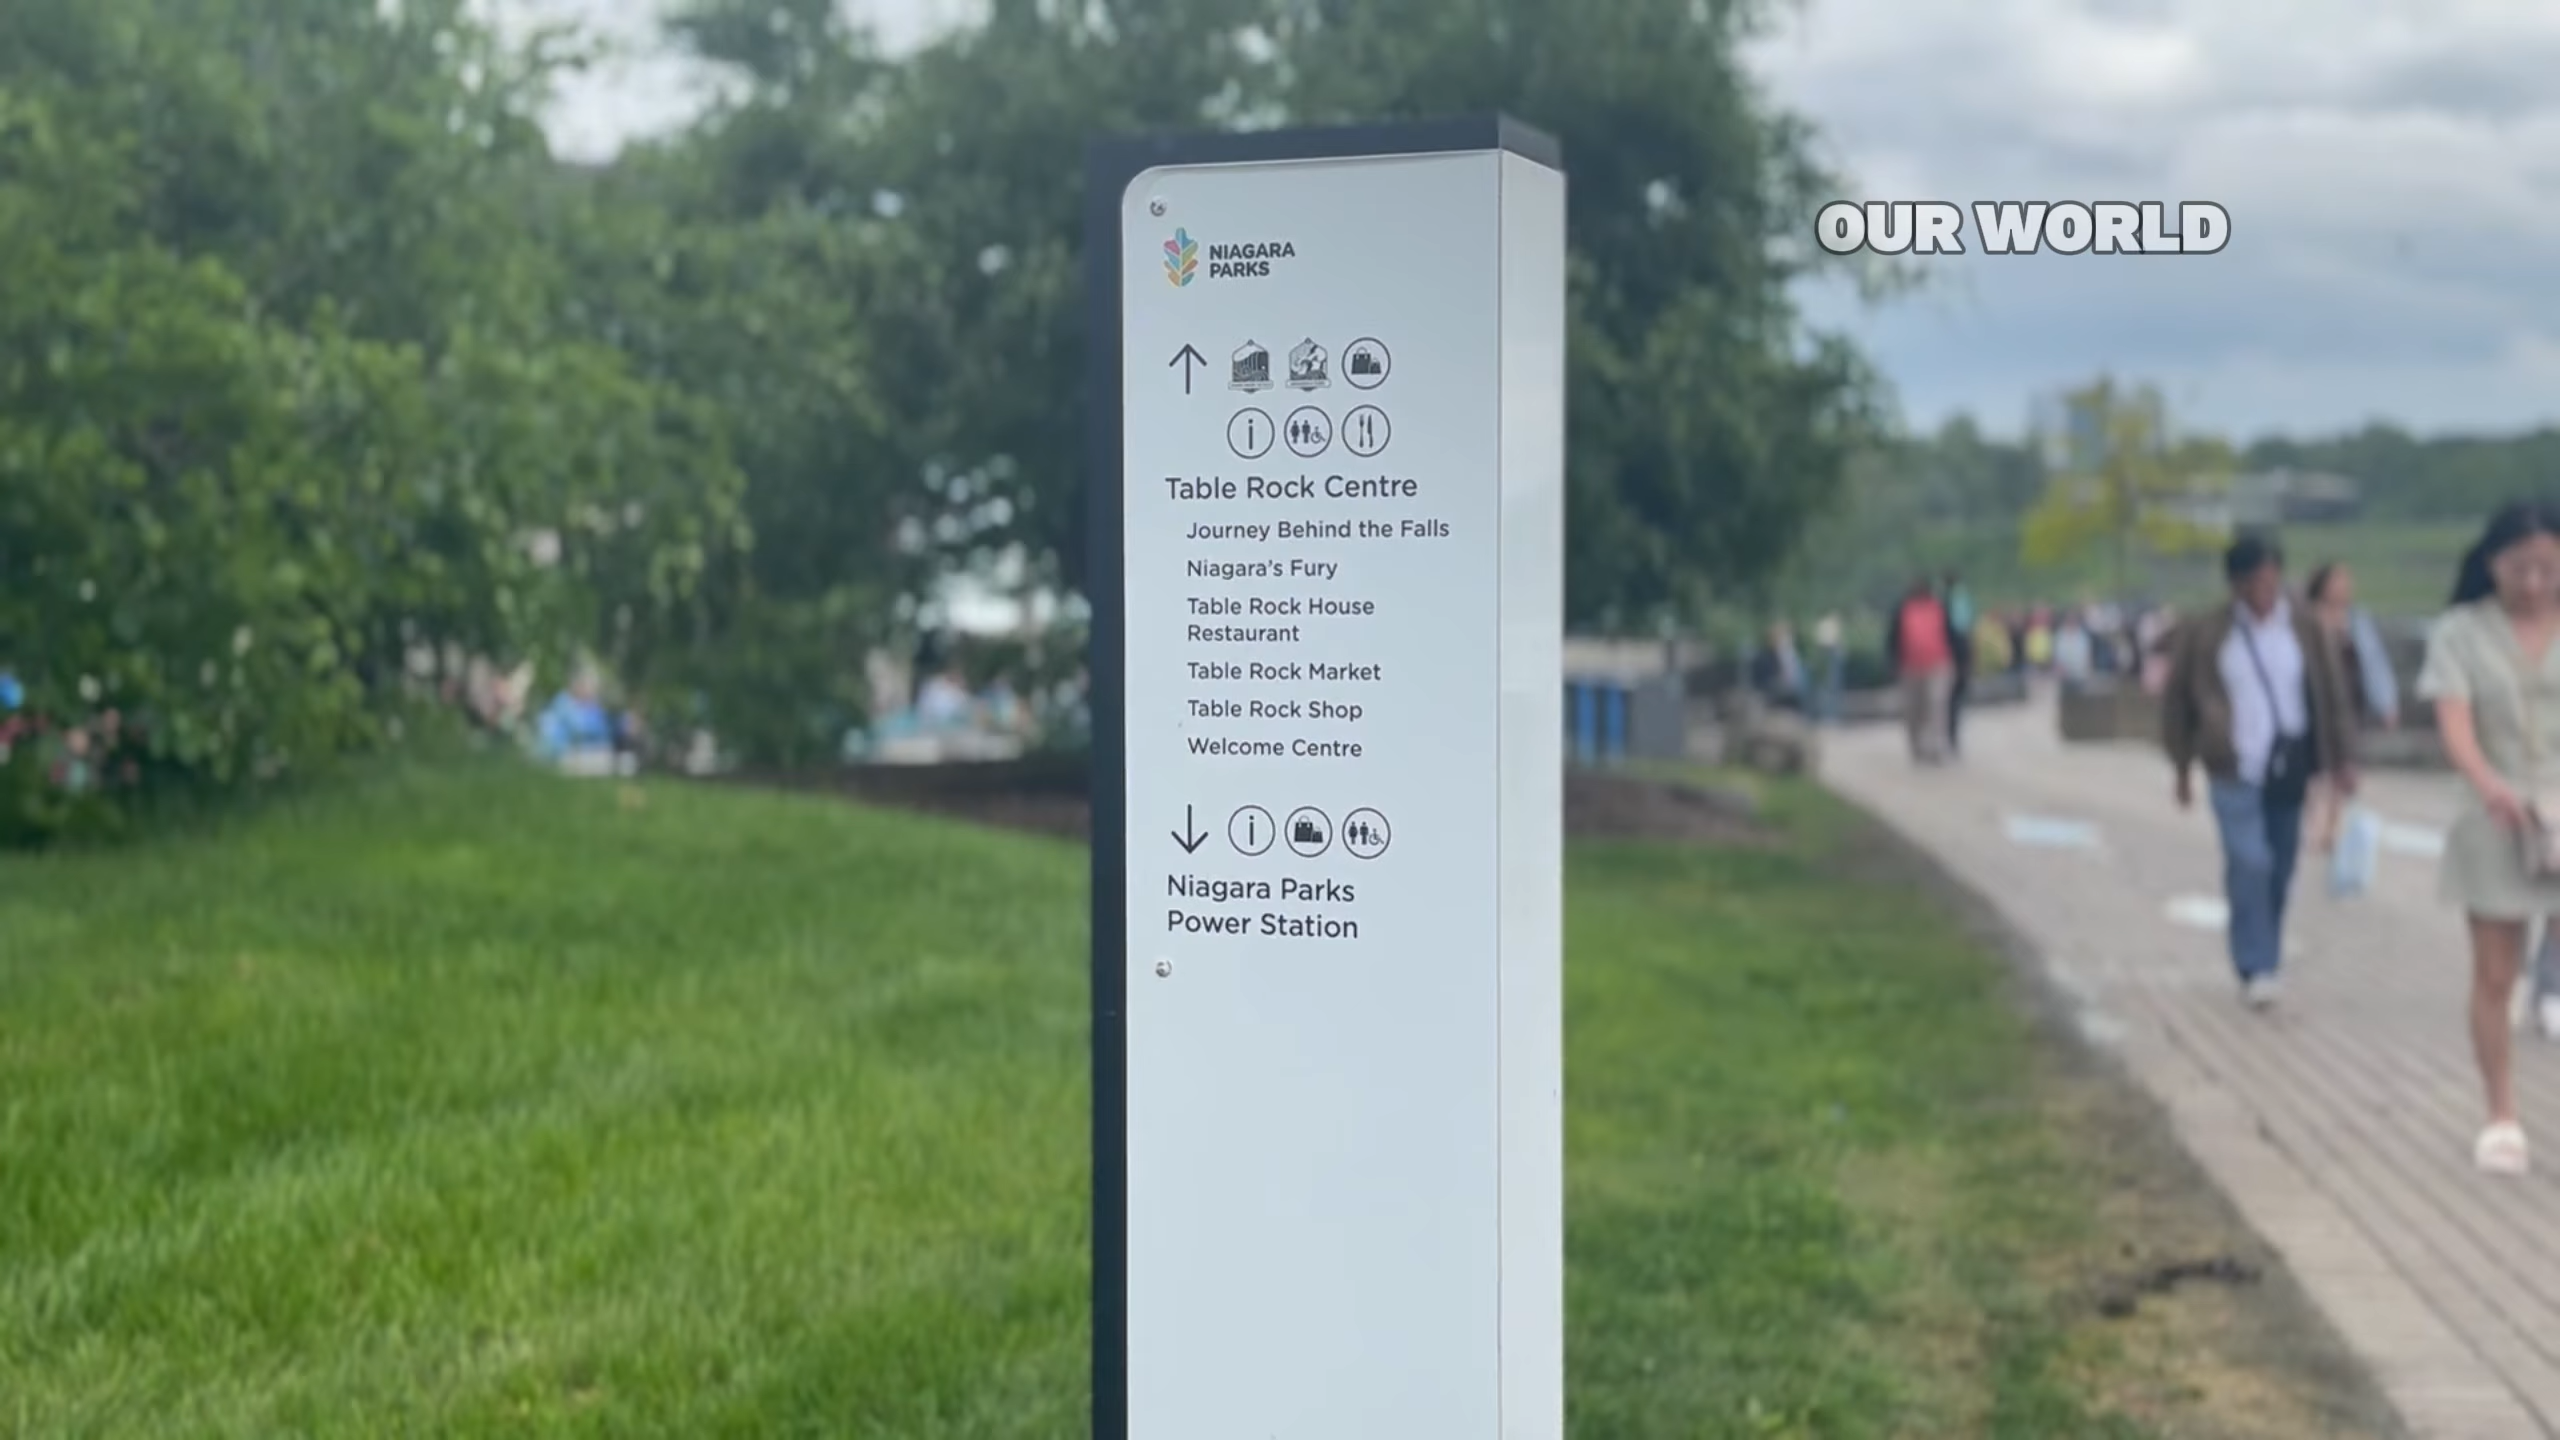 OUR WORLD
NIAGARA
PARKS
Table Rock Centre
Journey Behind the Falls
Niagara's Fury
Table Rock House
Restaurant
Table Rock Market
Table Rock Shop
Welcome Centre
Niagara Parks
Power Station